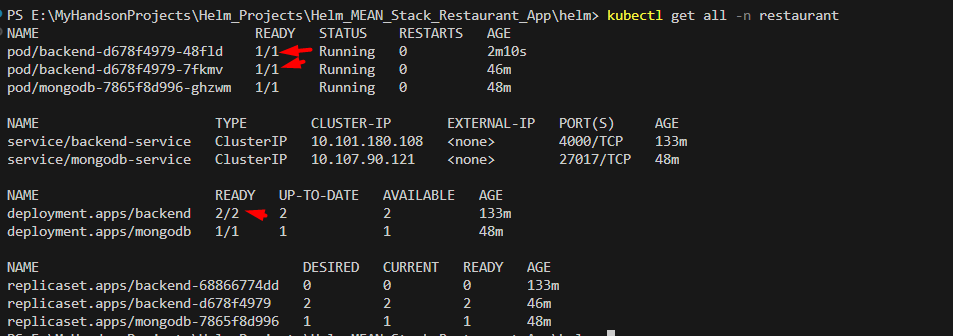 PS E:\MyHandsonProjects\Helm_Projects\Helm_MEAN_Stack_Restaurant_App\helm> kubectl get all -n restaurant
NAME READY STATUS RESTARTS AGE
pod/backend-d678f4979-48fld 1/1 Running 0 2m10s
pod/backend-d678f4979-7fkmv 1/1 Running 0 46m
pod/mongodb-7865f8d996-ghzwm 1/1 Running 0 48m
NAME TYPE CLUSTER-IP EXTERNAL-IP PORT(S) AGE
service/backend-service ClusterIP 10.101.180.108 <none> 4000/TCP 133m
service/mongodb-service ClusterIP 10.107.90.121 <none> 27017/TCP 48m
NAME READY UP-TO-DATE AVAILABLE AGE
deployment.apps/backend 2/2 2 2 133m
deployment.apps/mongodb 1/1 1 1 48m
NAME DESIRED CURRENT READY AGE
replicaset.apps/backend-68866774dd 0 0 0 133m
replicaset.apps/backend-d678f4979 2 2 2 46m
replicaset.apps/mongodb-7865f8d996 1 1 1 48m